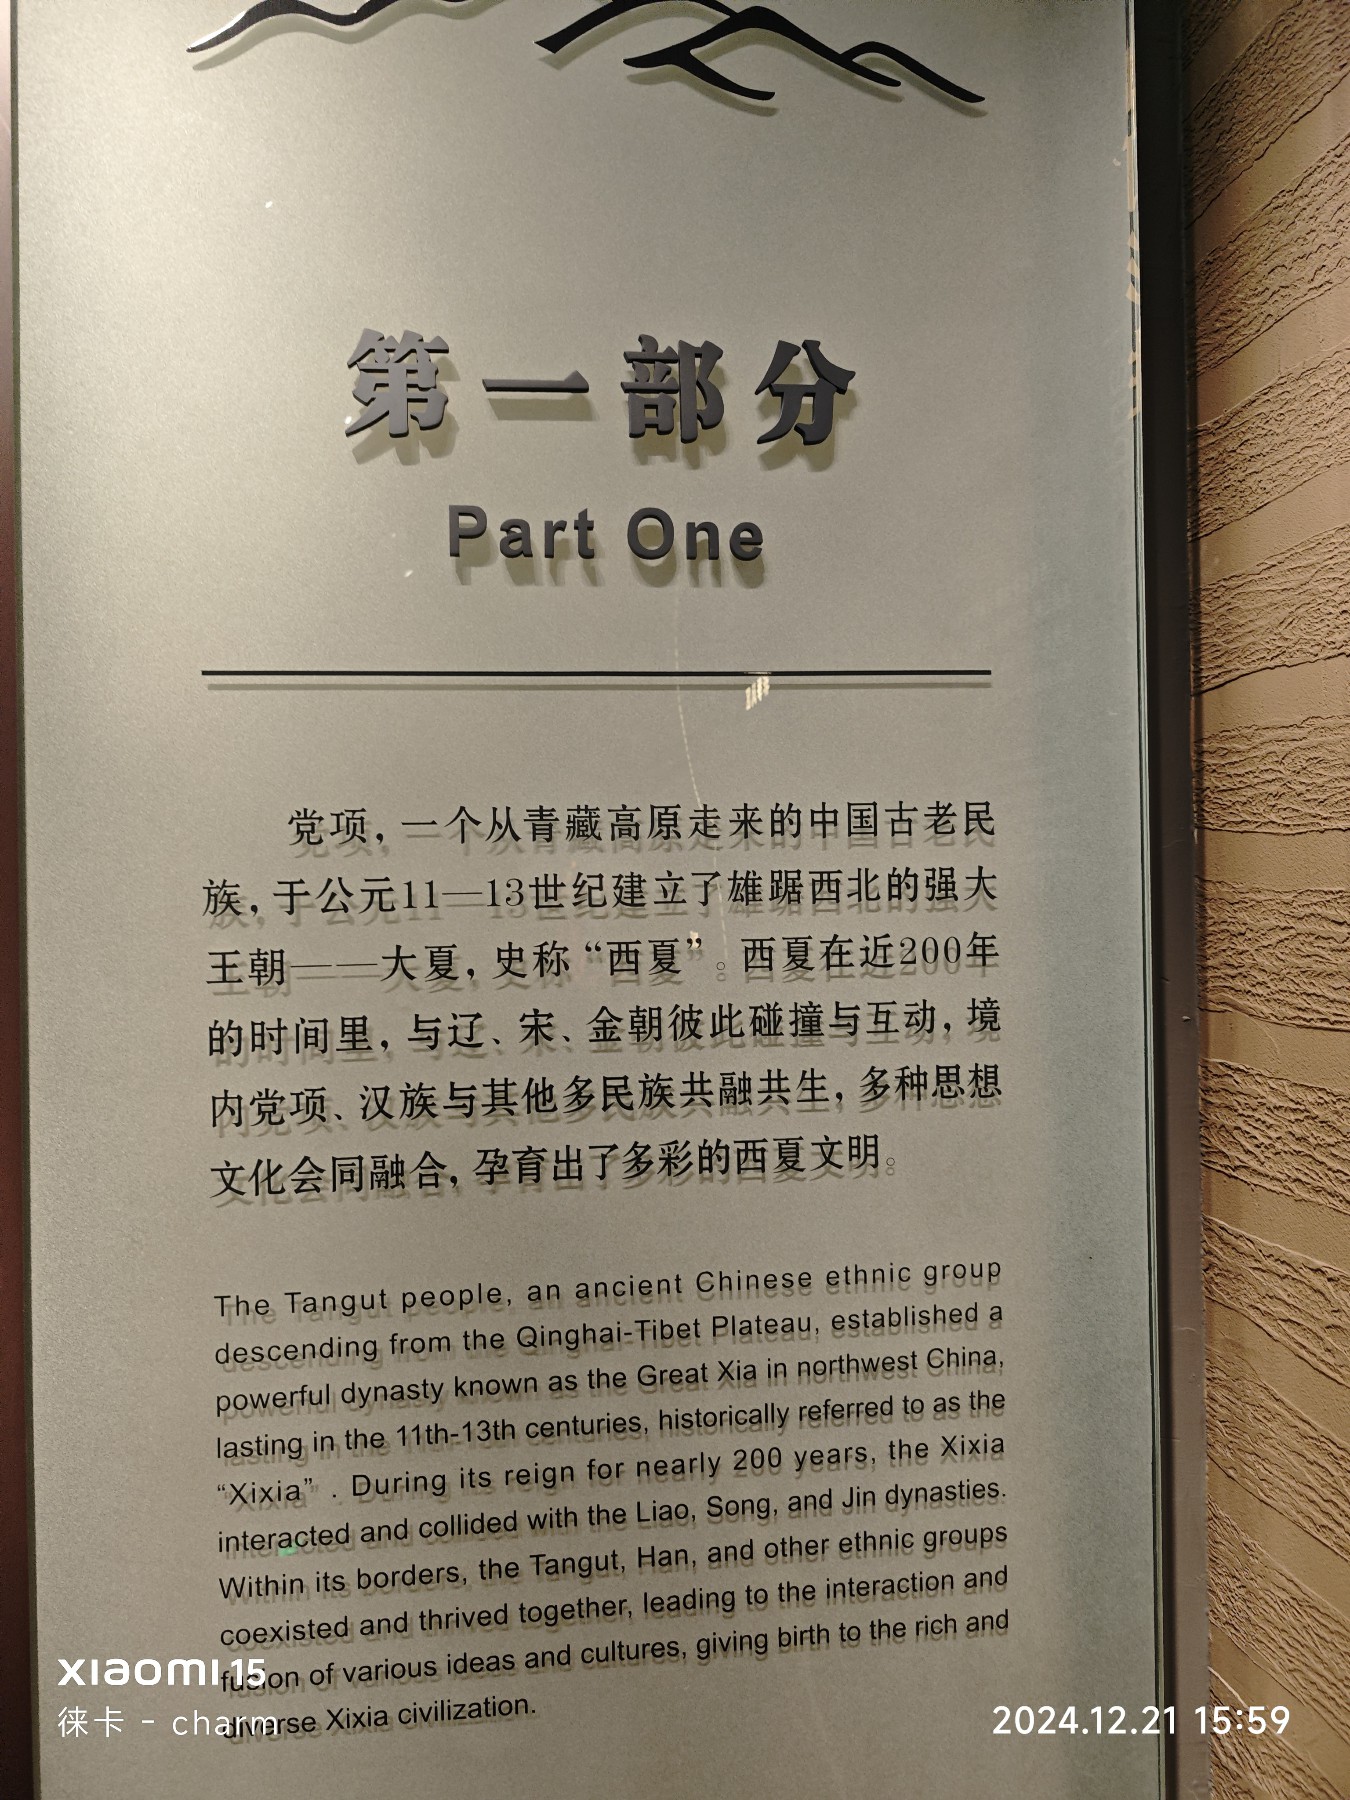 第一部分
Part One
党项，一个从青藏高原走来的中国古老民
族，于公元11—13世纪建立了雄踞西北的强大
王朝——大夏，史称“西夏”。西夏在近200年
的时间里，与辽、宋、金朝彼此碰撞与互动，境
内党项、汉族与其他多民族共融共生，多种思想
文化会同融合，孕育出了多彩的西夏文明。
The Tangut people, an ancient Chinese ethnic group
descending from the Qinghai-Tibet Plateau, established a
powerful dynasty known as the Great Xia in northwest China,
lasting in the 11th-13th centuries, historically referred to as the
“Xixia” . During its reign for nearly 200 years, the Xixia
interacted and collided with the Liao, Song, and Jin dynasties.
Within its borders, the Tangut, Han, and other ethnic groups
coexisted and thrived together, leading to the interaction and
fusion of various ideas and cultures, giving birth to the rich and
diverse Xixia civilization.
xiaomi 15
徕卡 - charm
2024.12.21 15:59